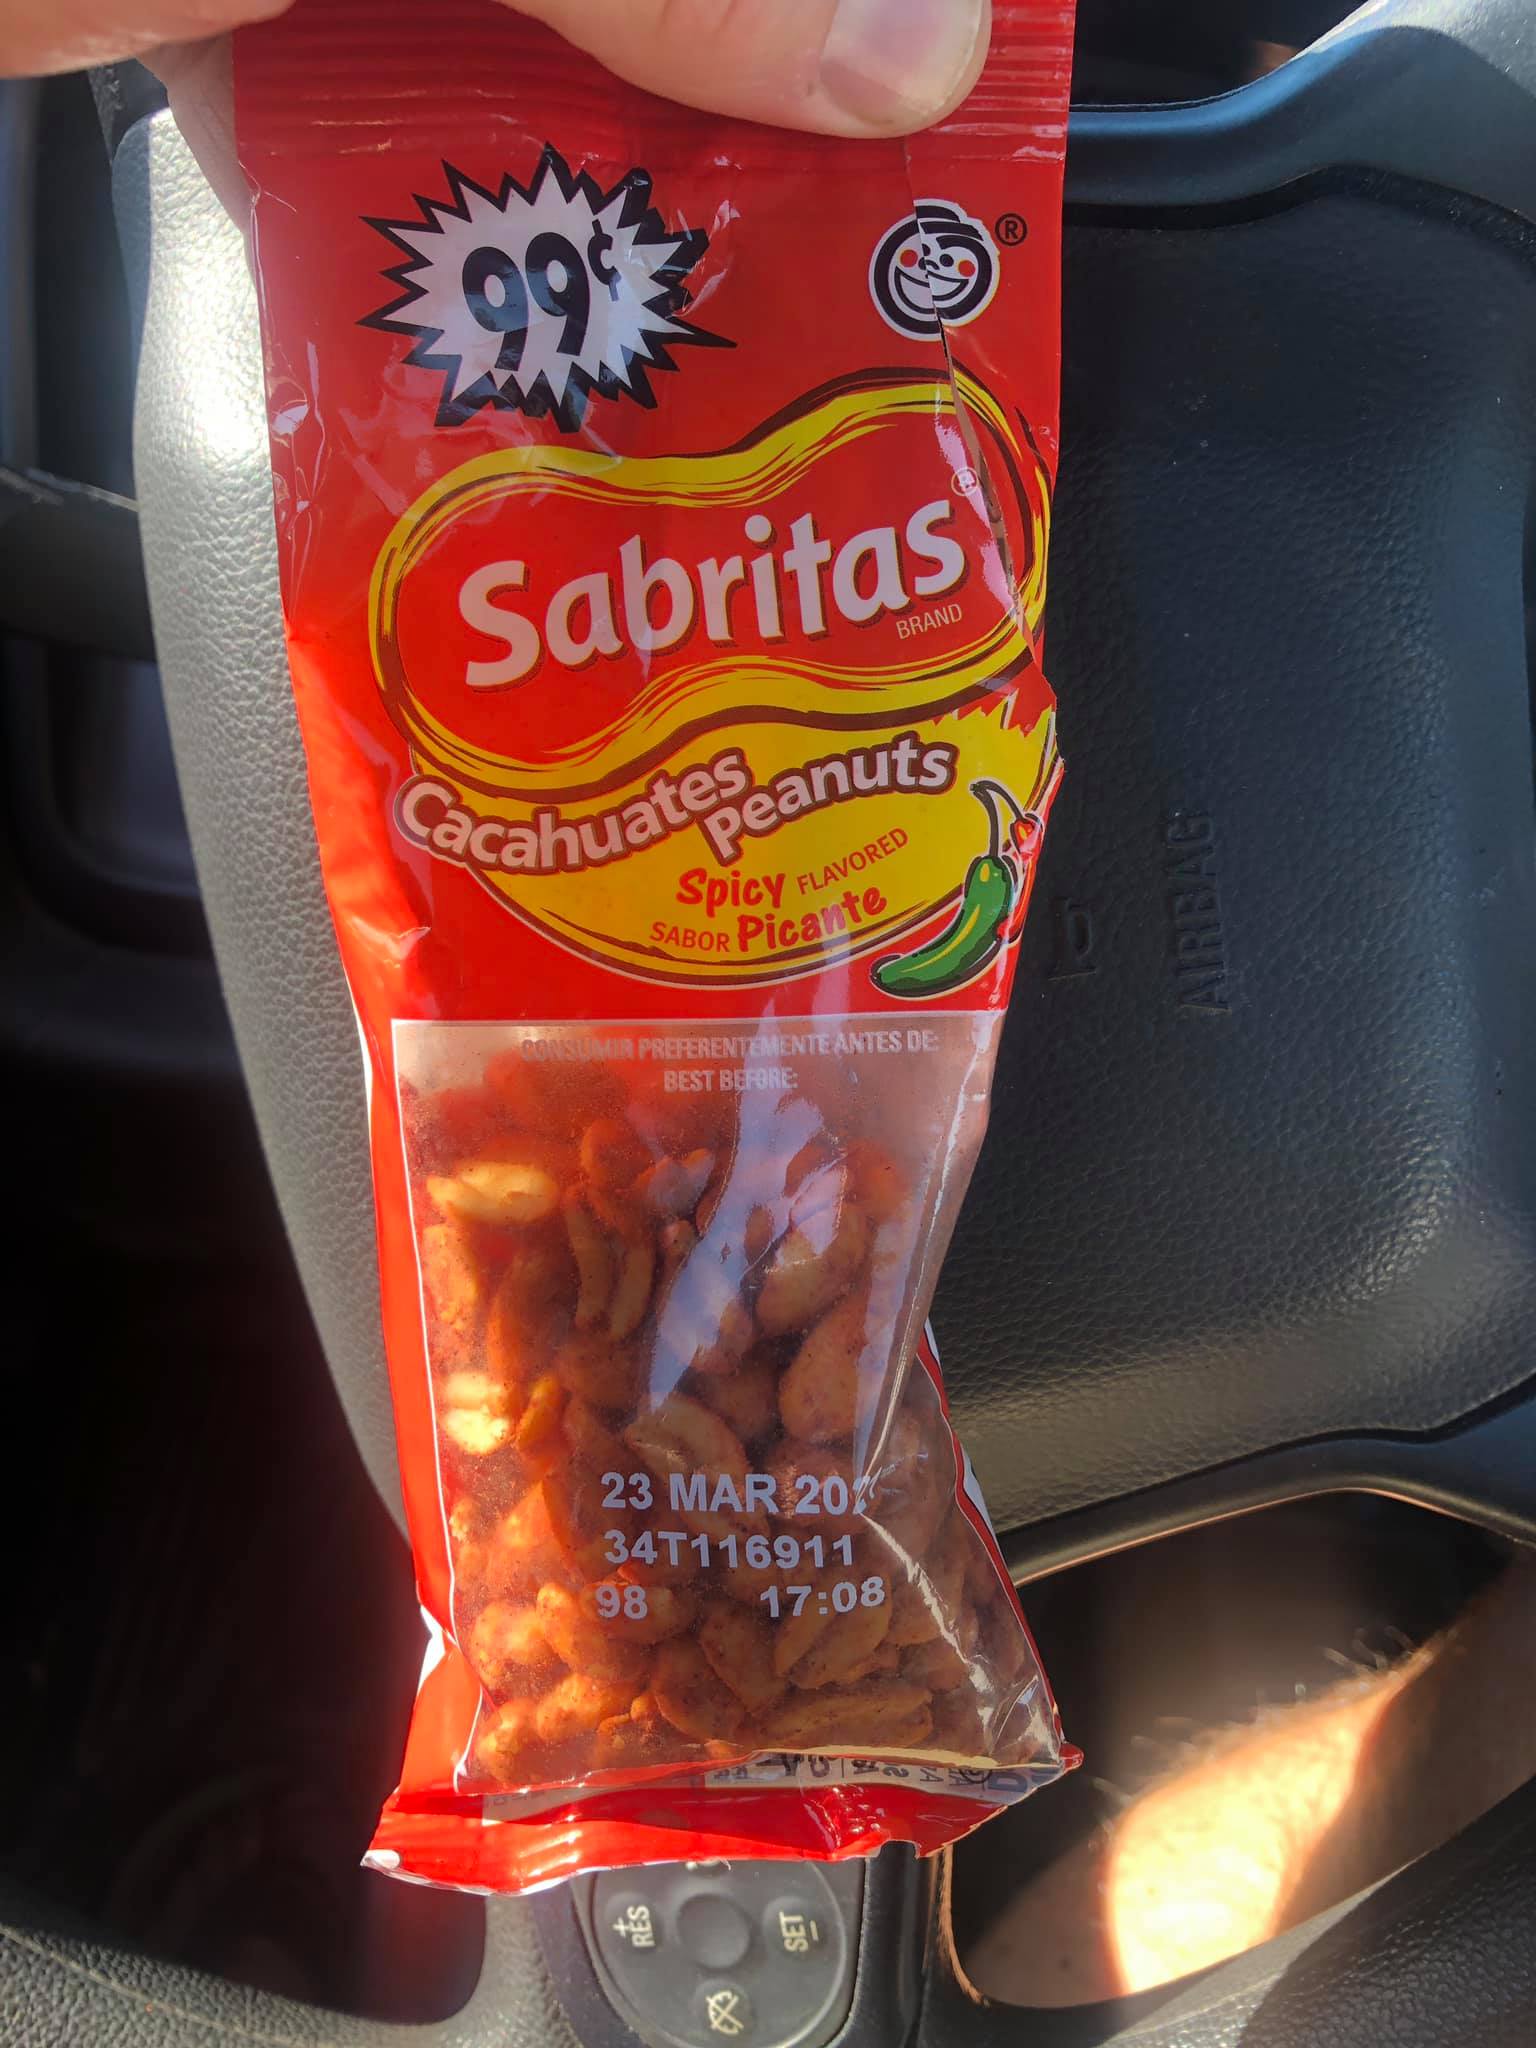 99¢
®
Sabritas®
BRAND
Cacahuates
Peanuts
Spicy FLAVORED
SABOR Picante
CONSUMIR PREFERENTEMENTE ANTES DE:
BEST BEFORE:
23 MAR
34T116911
98 17:08
AIRBAG
+
RES
SET
-